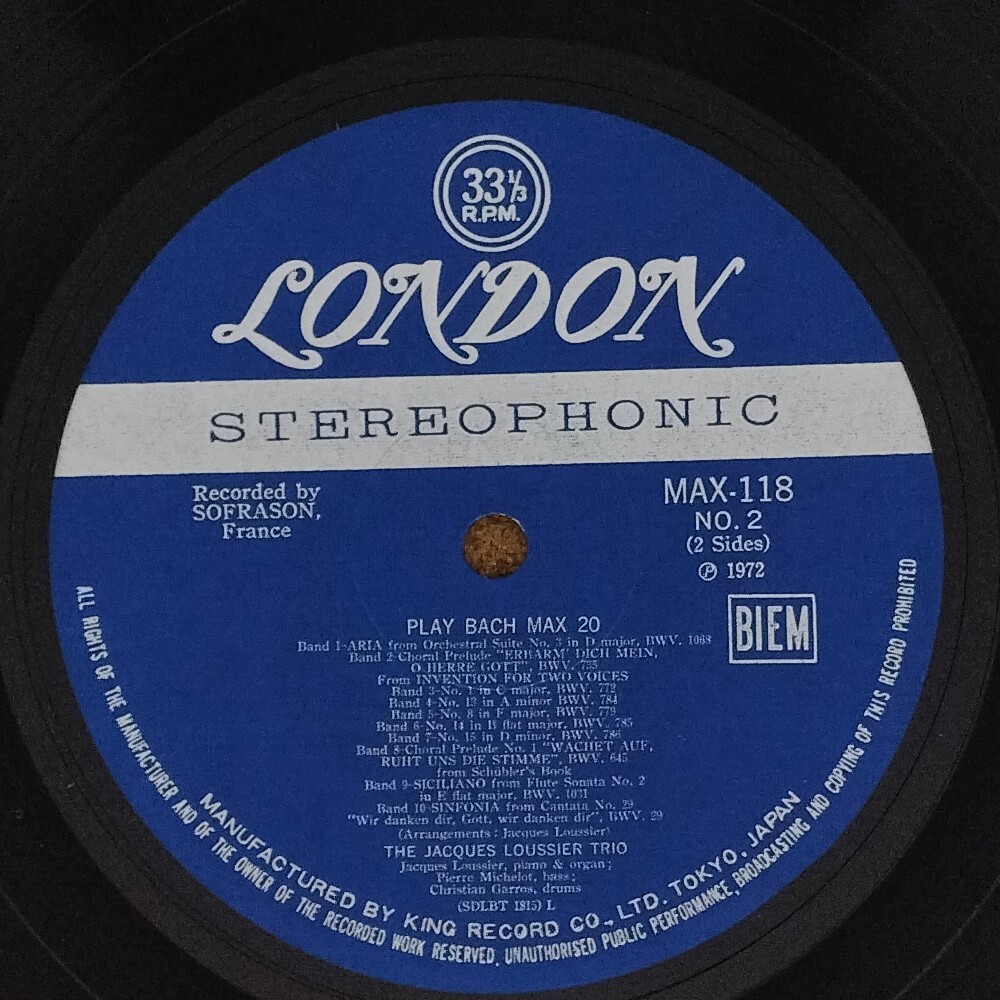 33⅓
R.P.M.
LONDON
STEREOPHONIC
Recorded by
SOFRASON,
France
MAX-118
NO. 2
(2 Sides)
Ⓟ 1972
BIEM
PLAY BACH MAX 20
Band 1-ARIA from Orchestral Suite No. 3 in D major, BWV. 1068
Band 2-Choral Prelude "ERBARM' DICH MEIN,
O HERRE GOTT", BWV. 725
From INVENTION FOR TWO VOICES
Band 3-No. 1 in C major, BWV. 772
Band 4-No. 13 in A minor BWV. 784
Band 5-No. 8 in F major, BWV. 779
Band 6-No. 14 in B flat major, BWV. 785
Band 7-No. 15 in D minor, BWV. 786
Band 8-Choral Prelude No. 1 "WACHET AUF,
RUHT UNS DIE STIMME", BWV. 645
from Schübler's Book
Band 9-SICILIANO from Flute Sonata No. 2
in E flat major, BWV. 1031
Band 10-SINFONIA from Cantata No. 29
"Wir danken dir, Gott, wir danken dir", BWV. 29
(Arrangements : Jacques Loussier)
THE JACQUES LOUSSIER TRIO
Jacques Loussier, piano & organ ;
Pierre Michelot, bass ;
Christian Garros, drums
(SDLBT 1815) L
MANUFACTURED BY KING RECORD CO., LTD. TOKYO, JAPAN
ALL RIGHTS OF THE MANUFACTURER AND OF THE OWNER OF THE RECORDED WORK RESERVED, UNAUTHORISED PUBLIC PERFORMANCE, BROADCASTING AND COPYING OF THIS RECORD PROHIBITED